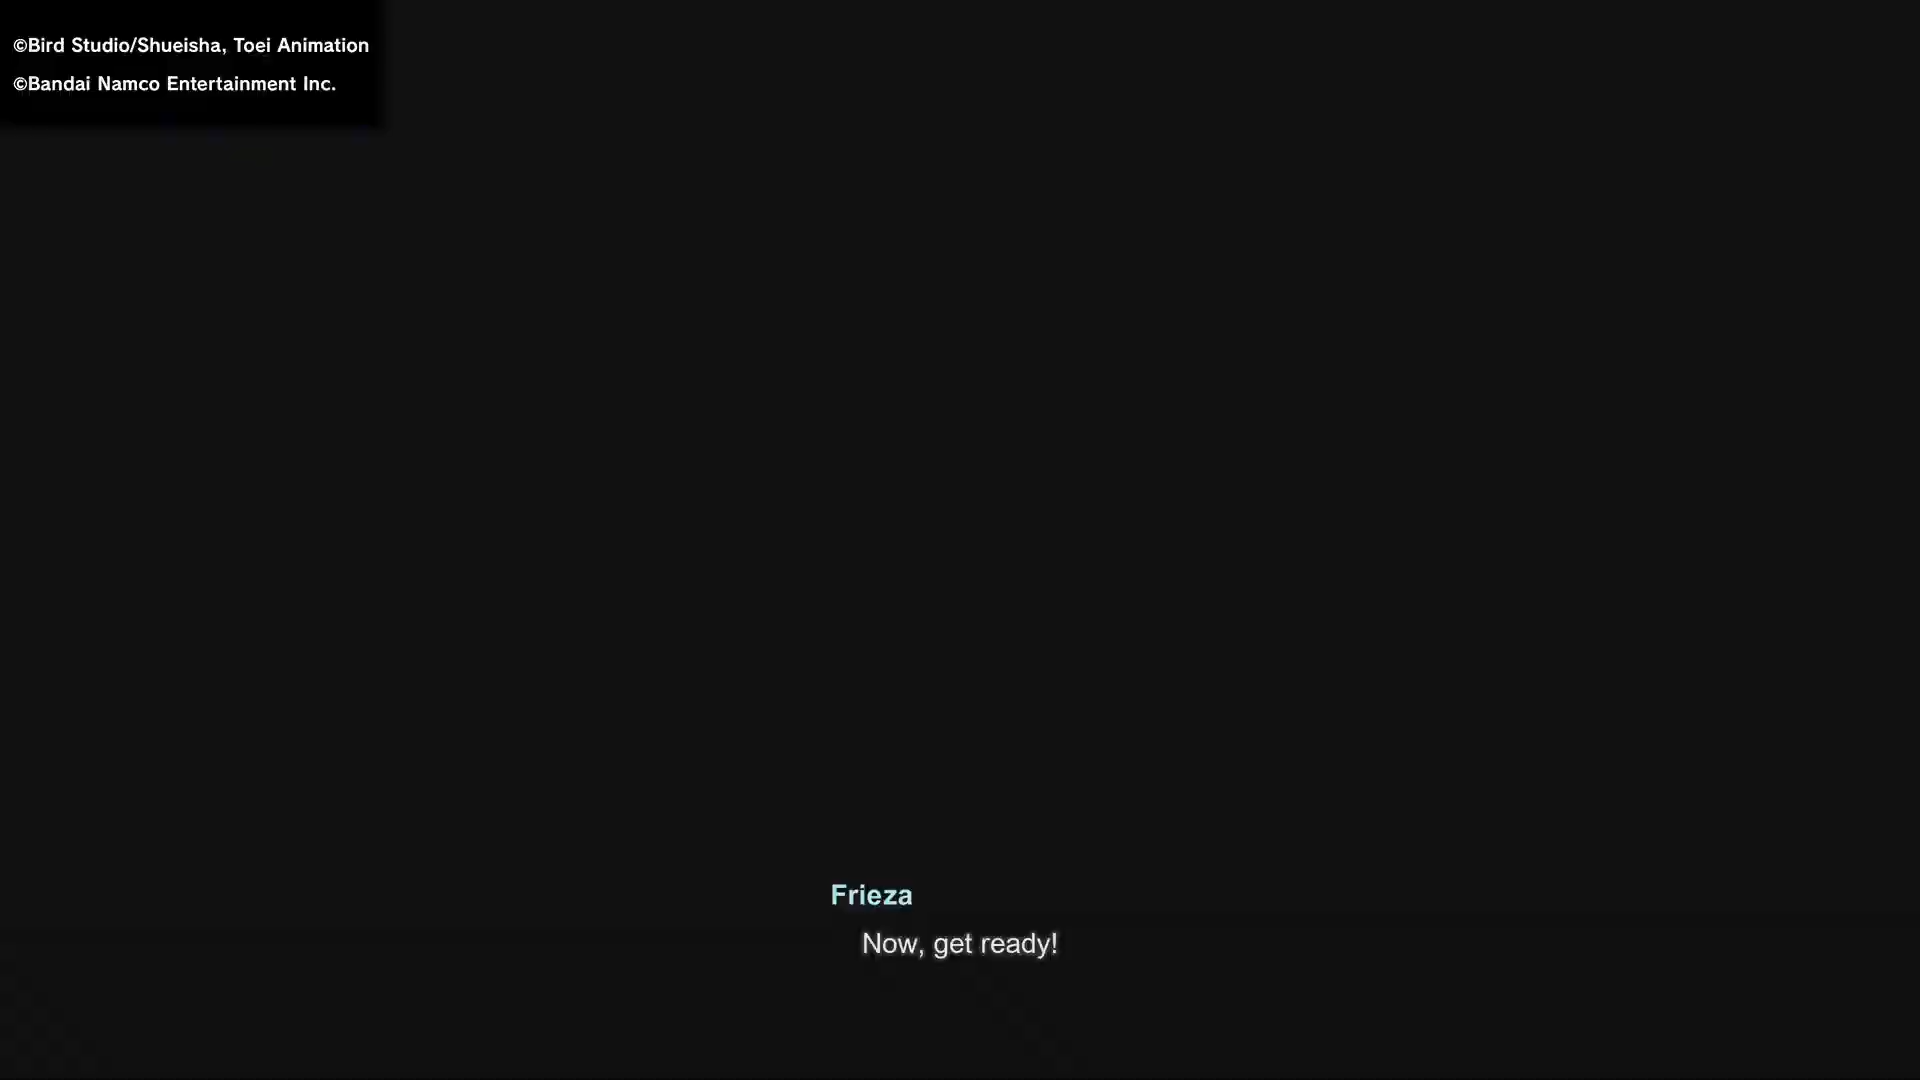 ©Bird Studio/Shueisha, Toei Animation
©Bandai Namco Entertainment Inc.
Frieza
Now, get ready!